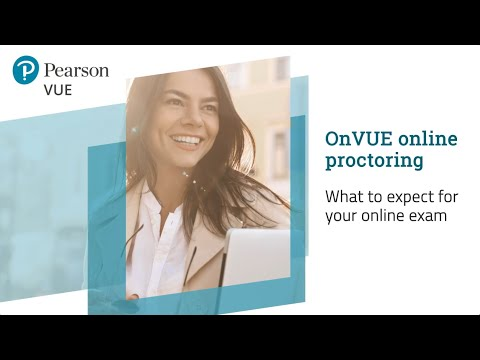 Pearson
VUE
OnVUE online
proctoring
What to expect for
your online exam